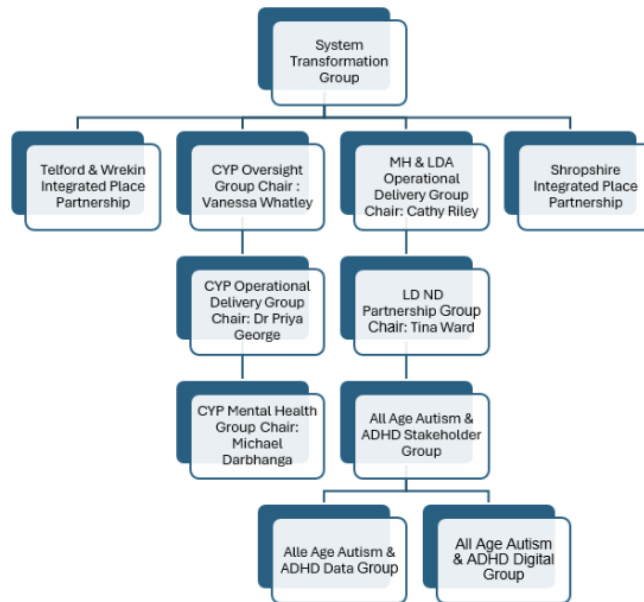 System
Transformation
Group
Telford & Wrekin
Integrated Place
Partnership
CYP Oversight
Group Chair :
Vanessa Whatley
MH & LDA
Operational
Delivery Group
Chair: Cathy Riley
Shropshire
Integrated Place
Partnership
CYP Operational
Delivery Group
Chair: Dr Priya
George
LD ND
Partnership Group
Chair: Tina Ward
CYP Mental Health
Group Chair:
Michael
Darbhanga
All Age Autism &
ADHD Stakeholder
Group
Alle Age Autism &
ADHD Data Group
All Age Autism
& ADHD Digital
Group